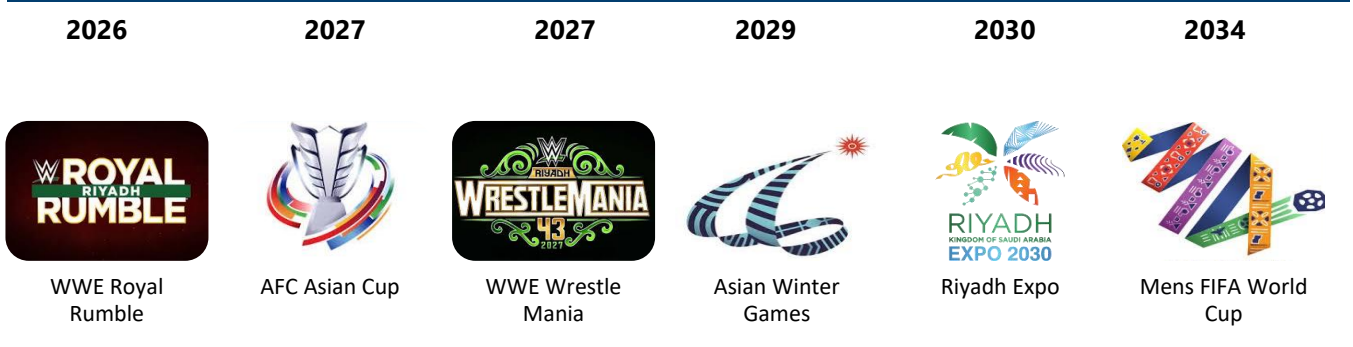 2026 2027 2027 2029 2030 2034
W ROYAL
RIYADH
RUMBLE
W
RIYADH
WRESTLEMANIA
43
2027
RIYADH
KINGDOM OF SAUDI ARABIA
EXPO 2030
WWE Royal
Rumble
AFC Asian Cup
WWE Wrestle
Mania
Asian Winter
Games
Riyadh Expo
Mens FIFA World
Cup